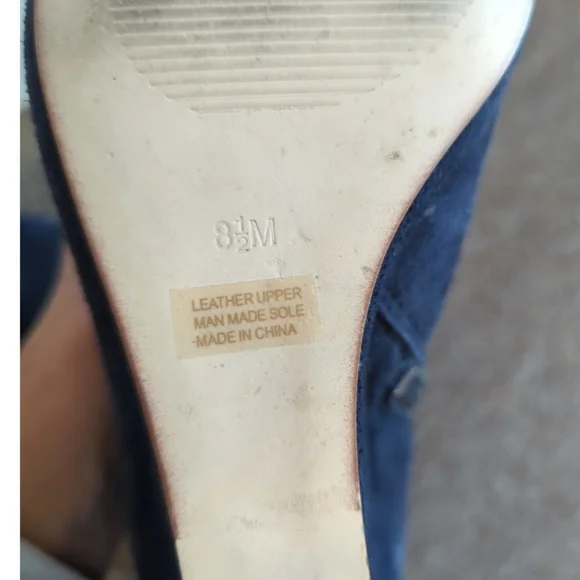 8½M
LEATHER UPPER
MAN MADE SOLE
MADE IN CHINA